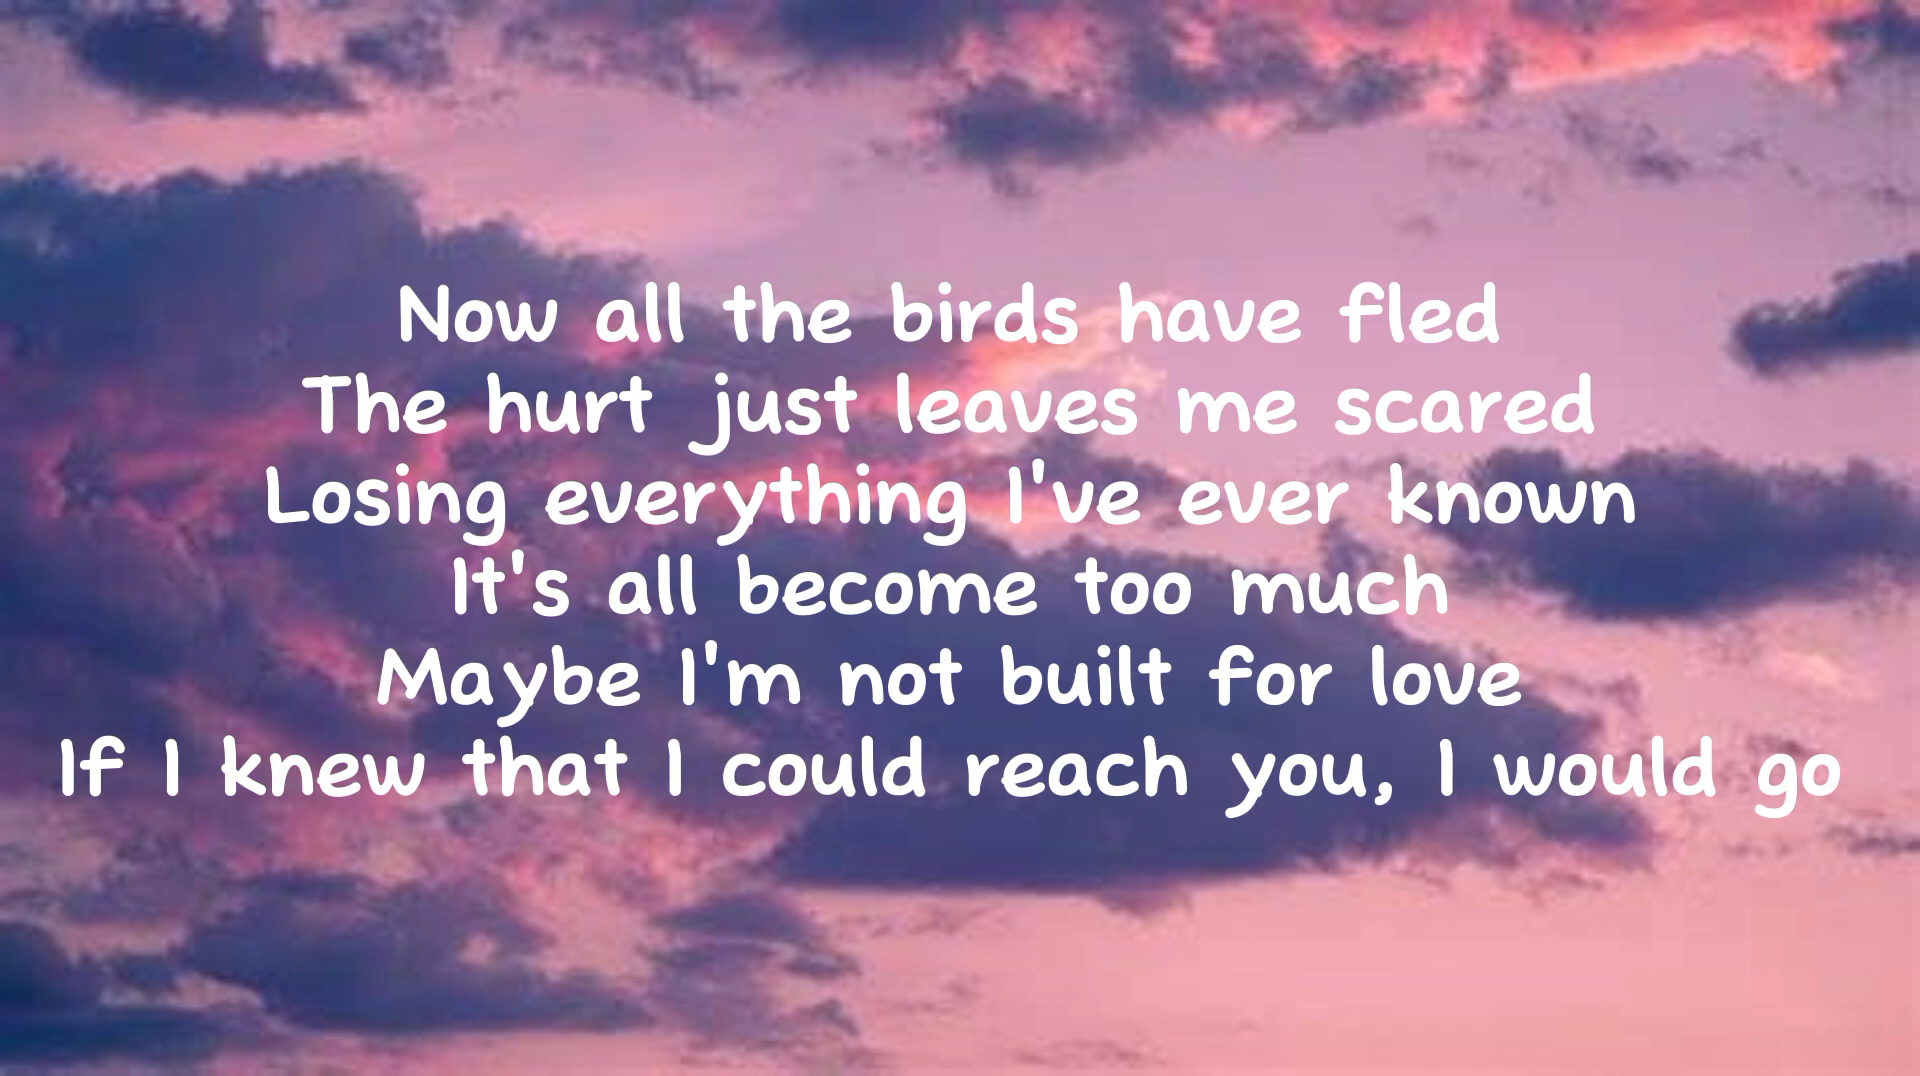 Now all the birds have fled
The hurt just leaves me scared
Losing everything I've ever known
It's all become too much
Maybe I'm not built for love
If I knew that I could reach you, I would go